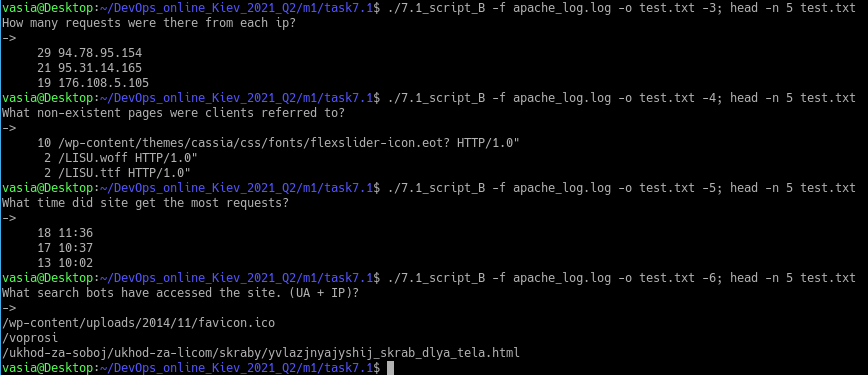 vasia@Desktop:~/DevOps_online_Kiev_2021_Q2/m1/task7.1$ ./7.1_script_B -f apache_log.log -o test.txt -3; head -n 5 test.txt
How many requests were there from each ip?
->
29 94.78.95.154
21 95.31.14.165
19 176.108.5.105
vasia@Desktop:~/DevOps_online_Kiev_2021_Q2/m1/task7.1$ ./7.1_script_B -f apache_log.log -o test.txt -4; head -n 5 test.txt
What non-existent pages were clients referred to?
->
10 /wp-content/themes/cassia/css/fonts/flexslider-icon.eot? HTTP/1.0"
2 /LISU.woff HTTP/1.0"
2 /LISU.ttf HTTP/1.0"
vasia@Desktop:~/DevOps_online_Kiev_2021_Q2/m1/task7.1$ ./7.1_script_B -f apache_log.log -o test.txt -5; head -n 5 test.txt
What time did site get the most requests?
->
18 11:36
17 10:37
13 10:02
vasia@Desktop:~/DevOps_online_Kiev_2021_Q2/m1/task7.1$ ./7.1_script_B -f apache_log.log -o test.txt -6; head -n 5 test.txt
What search bots have accessed the site. (UA + IP)?
->
/wp-content/uploads/2014/11/favicon.ico
/voprosi
/ukhod-za-soboj/ukhod-za-licom/skraby/yvlazjnyajyshij_skrab_dlya_tela.html
vasia@Desktop:~/DevOps_online_Kiev_2021_Q2/m1/task7.1$